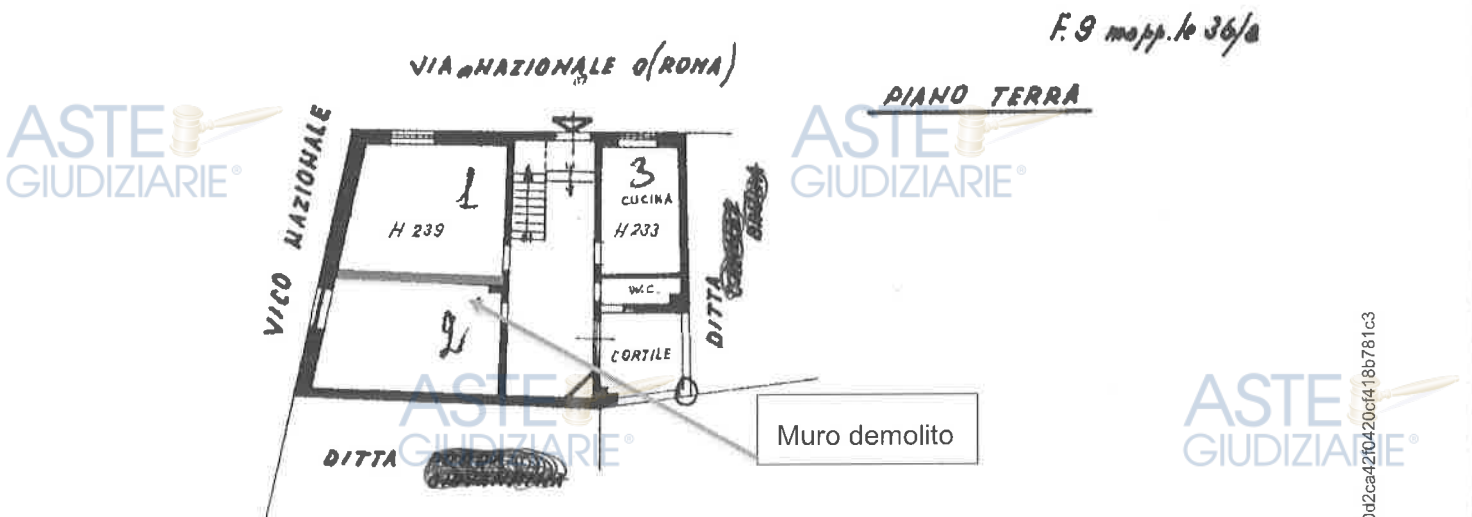 F. 9 mapp. le 36/a
VIA NAZIONALE (ROMA)
PIANO TERRA
ASTE
GIUDIZIARIE®
ASTE
GIUDIZIARIE®
VICO NAZIONALE
1
H 239
3
CUCINA
H 233
W.C.
2
CORTILE
DITTA
Muro demolito
DITTA
ASTE
GIUDIZIARIE®
ASTE
GIUDIZIARIE®
0d2ca42f0420cf418b781c3